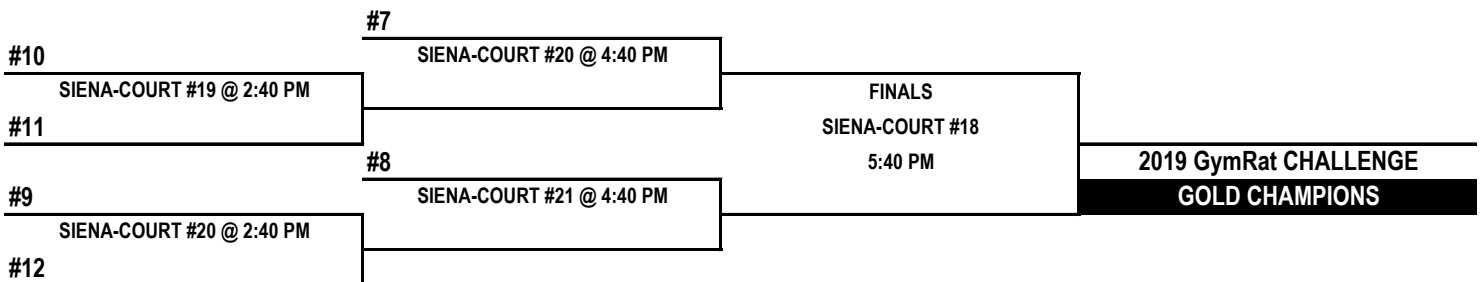 #7
#10
SIENA-COURT #20 @ 4:40 PM
SIENA-COURT #19 @ 2:40 PM
FINALS
#11
SIENA-COURT #18
#8
5:40 PM
2019 GymRat CHALLENGE
#9
SIENA-COURT #21 @ 4:40 PM
GOLD CHAMPIONS
SIENA-COURT #20 @ 2:40 PM
#12